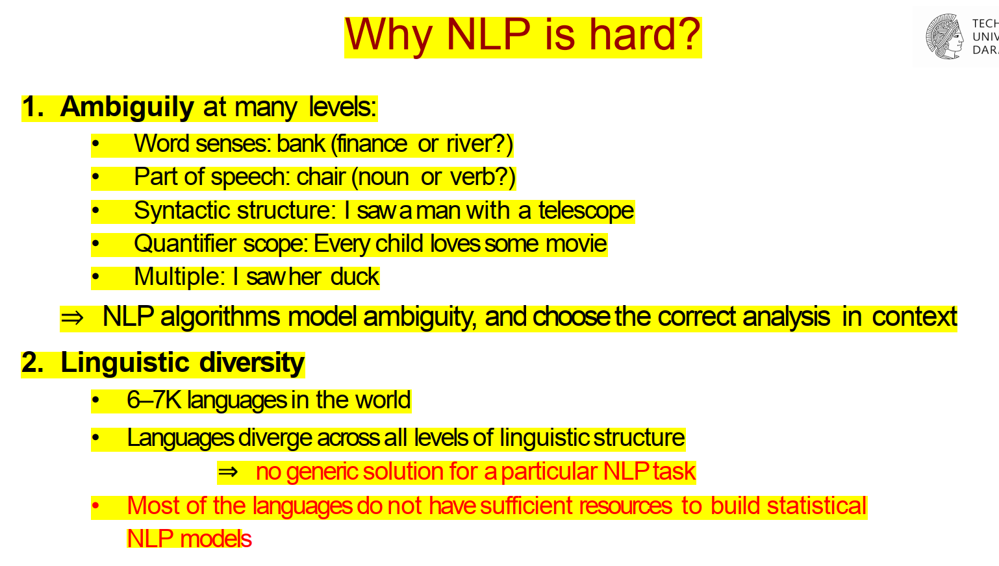 Why NLP is hard?
TECH
UNIV
DAR
1. Ambiguily at many levels:
• Word senses: bank (finance or river?)
• Part of speech: chair (noun or verb?)
• Syntactic structure: I saw a man with a telescope
• Quantifier scope: Every child loves some movie
• Multiple: I saw her duck
⇒ NLP algorithms model ambiguity, and choose the correct analysis in context
2. Linguistic diversity
• 6–7K languages in the world
• Languages diverge across all levels of linguistic structure
⇒ no generic solution for a particular NLP task
• Most of the languages do not have sufficient resources to build statistical
NLP models